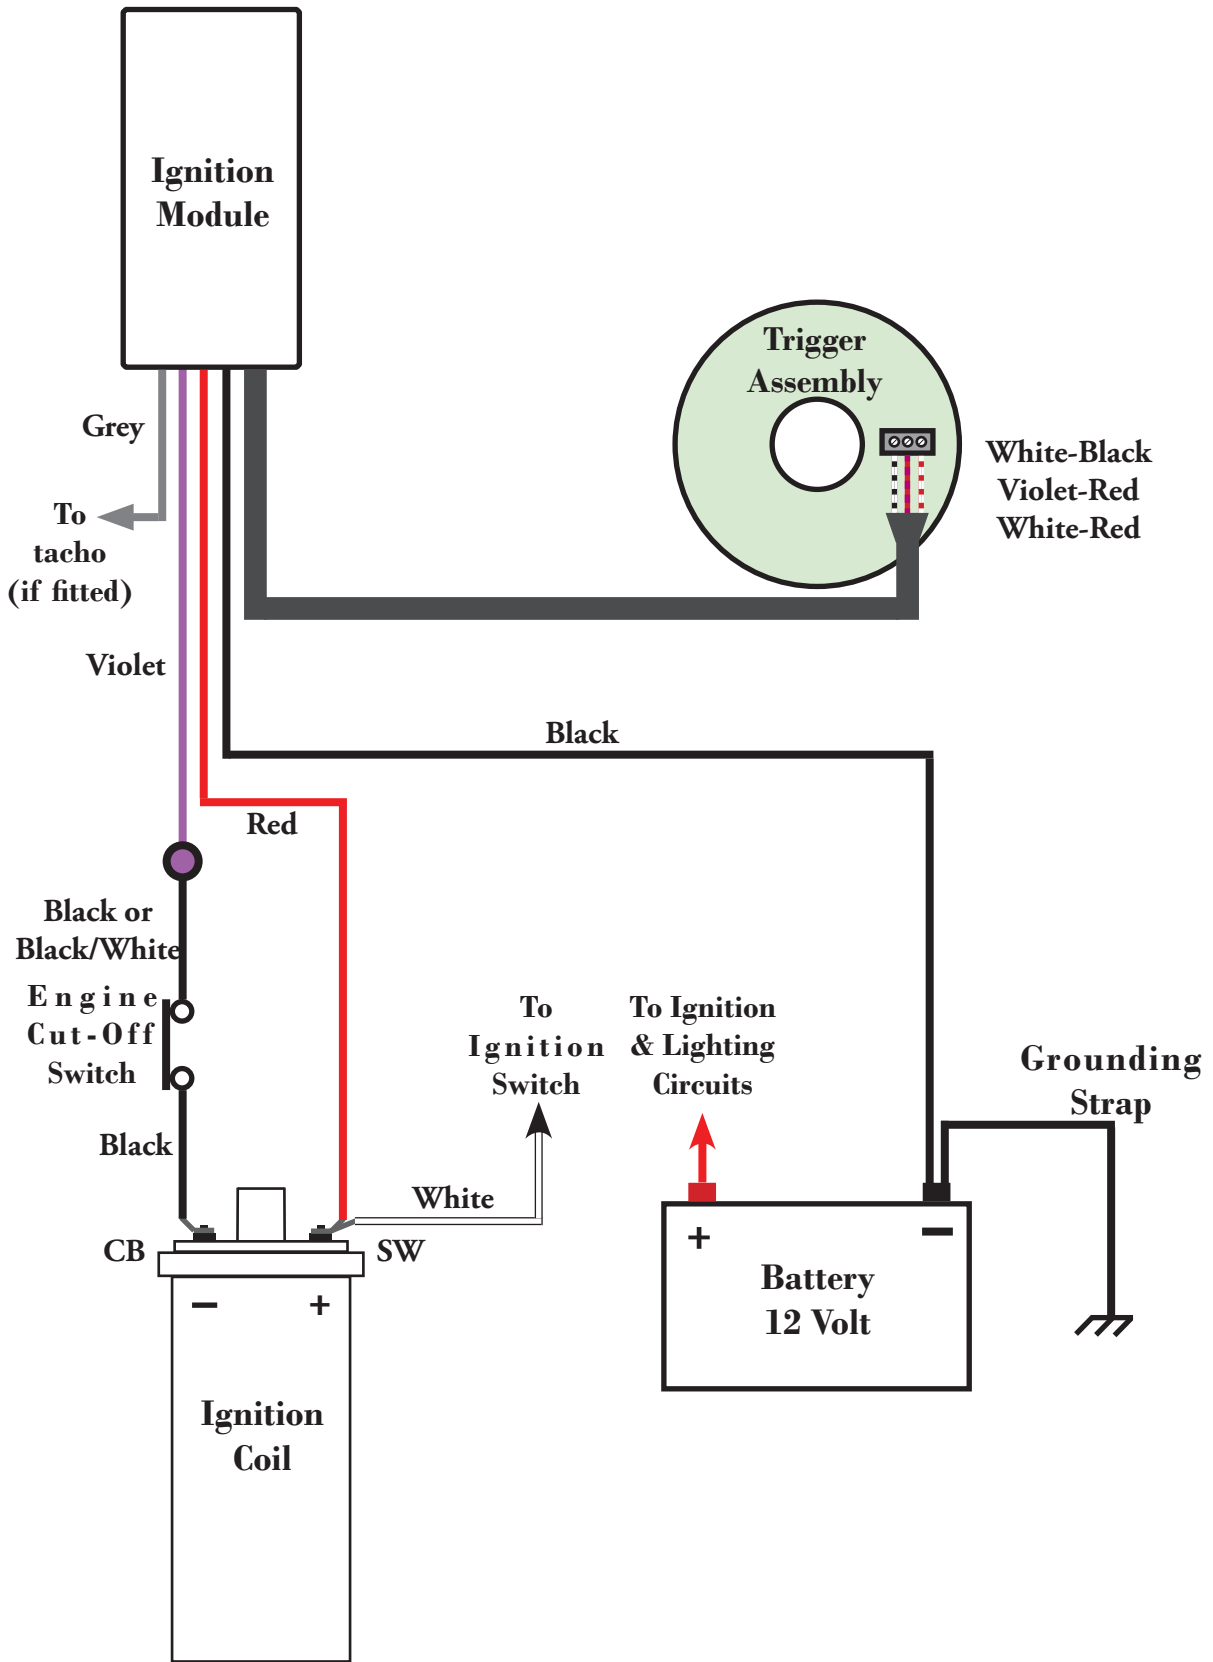 Ignition
Module
Trigger
Assembly
Grey
White-Black
Violet-Red
White-Red
To
tacho
(if fitted)
Violet
Black
Red
Black or
Black/White
Engine
Cut-Off
Switch
To
Ignition
Switch
To Ignition
& Lighting
Circuits
Grounding
Strap
Black
White
CB
SW
+
−
Battery
12 Volt
−
+
Ignition
Coil